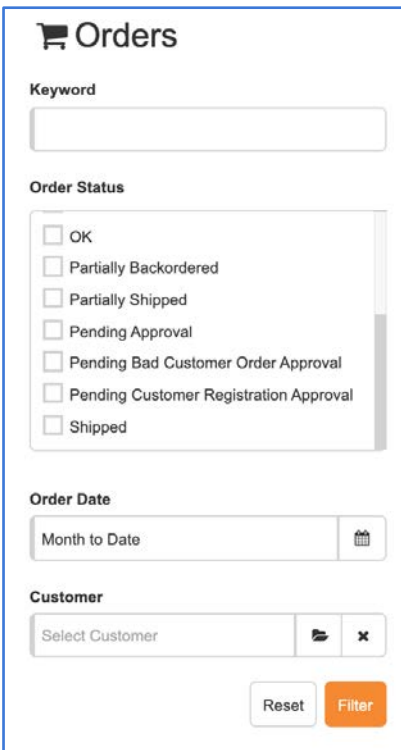 Orders
Keyword
Order Status
OK
Partially Backordered
Partially Shipped
Pending Approval
Pending Bad Customer Order Approval
Pending Customer Registration Approval
Shipped
Order Date
Month to Date
Customer
Select Customer
Reset Filter